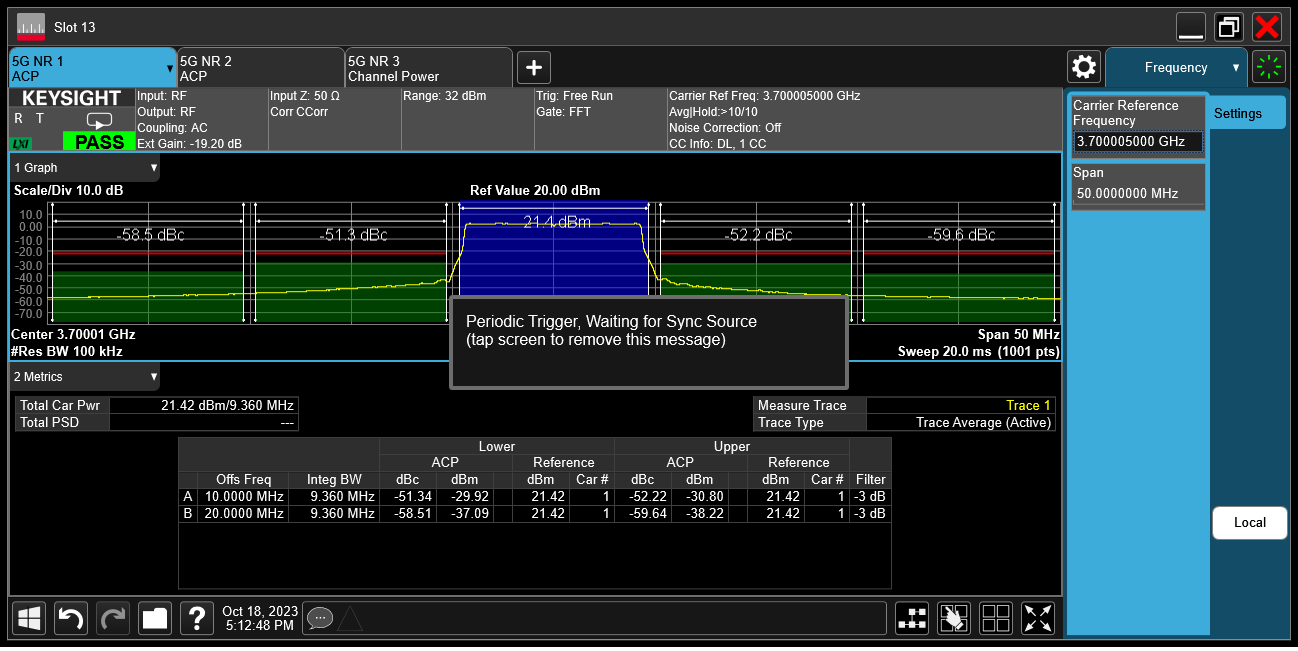 Slot 13
5G NR 1
ACP
5G NR 2
ACP
5G NR 3
Channel Power
Frequency
KEYSIGHT
R T
LXI
PASS
Input: RF
Output: RF
Coupling: AC
Ext Gain: -19.20 dB
Input Z: 50 Ω
Corr CCorr
Range: 32 dBm
Trig: Free Run
Gate: FFT
Carrier Ref Freq: 3.700005000 GHz
Avg|Hold:>10/10
Noise Correction: Off
CC Info: DL, 1 CC
Carrier Reference
Frequency
3.700005000 GHz
Span
50.0000000 MHz
Settings
Local
1 Graph
Scale/Div 10.0 dB
Ref Value 20.00 dBm
10.0
0.00
-10.0
-20.0
-30.0
-40.0
-50.0
-60.0
-70.0
-58.5 dBc
-51.3 dBc
21.4 dBm
-52.2 dBc
-59.6 dBc
Periodic Trigger, Waiting for Sync Source
(tap screen to remove this message)
Center 3.70001 GHz
#Res BW 100 kHz
Span 50 MHz
Sweep 20.0 ms (1001 pts)
2 Metrics
Total Car Pwr 21.42 dBm/9.360 MHz
Total PSD ---
Measure Trace Trace 1
Trace Type Trace Average (Active)
Lower Upper
ACP Reference ACP Reference
Offs Freq Integ BW dBc dBm dBm Car # dBc dBm dBm Car # Filter
A 10.0000 MHz 9.360 MHz -51.34 -29.92 21.42 1 -52.22 -30.80 21.42 1 -3 dB
B 20.0000 MHz 9.360 MHz -58.51 -37.09 21.42 1 -59.64 -38.22 21.42 1 -3 dB
Oct 18, 2023
5:12:48 PM